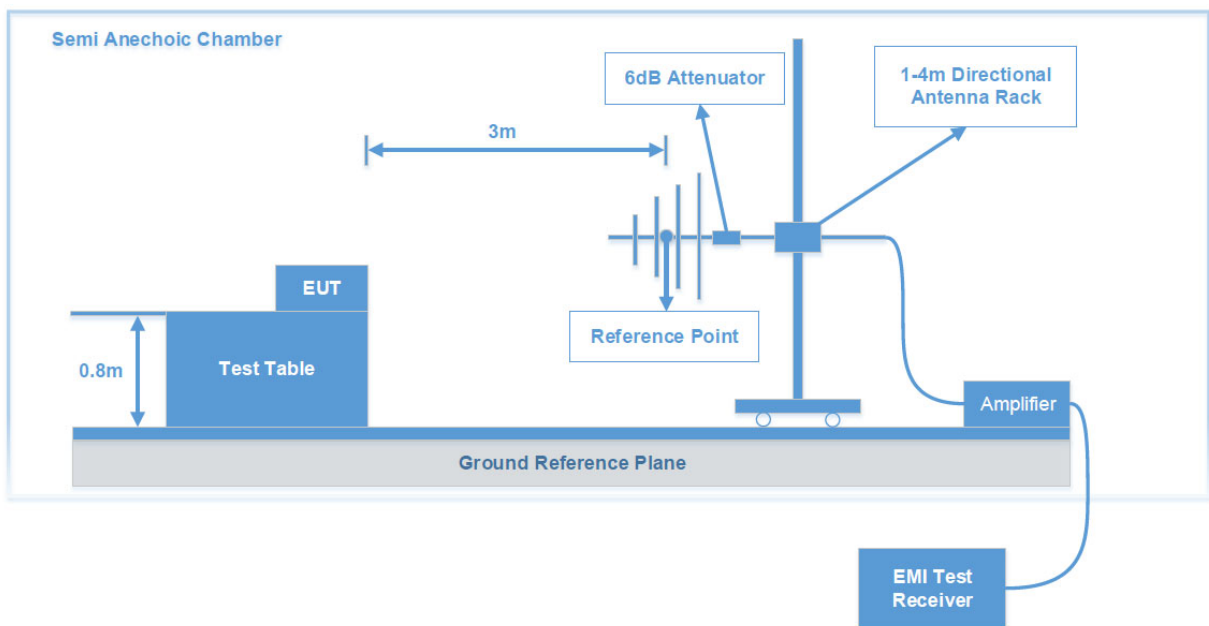 Semi Anechoic Chamber
6dB Attenuator
1-4m Directional
Antenna Rack
3m
EUT
Reference Point
0.8m
Test Table
Amplifier
Ground Reference Plane
EMI Test
Receiver